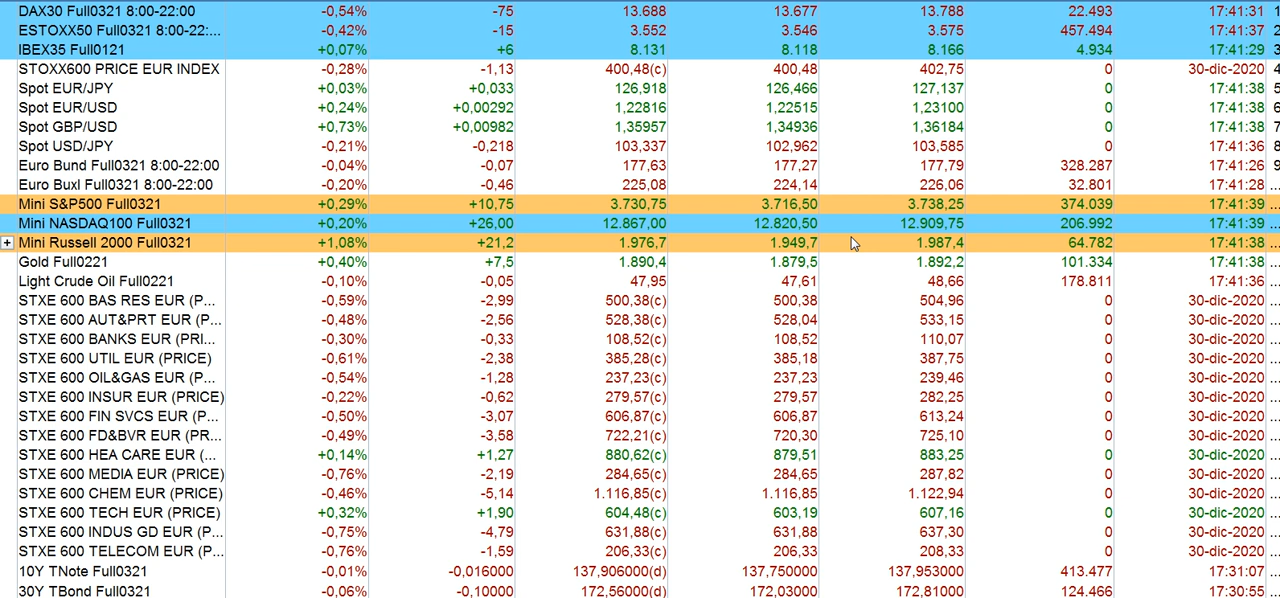 DAX30 Full0321 8:00-22:00 -0,54% -75 13.688 13.677 13.788 22.493 17:41:31 1
ESTOXX50 Full0321 8:00-22:... -0,42% -15 3.552 3.546 3.575 457.494 17:41:37 2
IBEX35 Full0121 +0,07% +6 8.131 8.118 8.166 4.934 17:41:29 3
STOXX600 PRICE EUR INDEX -0,28% -1,13 400,48(c) 400,48 402,75 0 30-dic-2020 4
Spot EUR/JPY +0,03% +0,033 126,918 126,466 127,137 0 17:41:38 5
Spot EUR/USD +0,24% +0,00292 1,22816 1,22515 1,23100 0 17:41:38 6
Spot GBP/USD +0,73% +0,00982 1,35957 1,34936 1,36184 0 17:41:38 7
Spot USD/JPY -0,21% -0,218 103,337 102,962 103,585 0 17:41:36 8
Euro Bund Full0321 8:00-22:00 -0,04% -0,07 177,63 177,27 177,79 328.287 17:41:26 9
Euro Buxl Full0321 8:00-22:00 -0,20% -0,46 225,08 224,14 226,06 32.801 17:41:28 ...
Mini S&P500 Full0321 +0,29% +10,75 3.730,75 3.716,50 3.738,25 374.039 17:41:39 ...
Mini NASDAQ100 Full0321 +0,20% +26,00 12.867,00 12.820,50 12.909,75 206.992 17:41:39 ...
Mini Russell 2000 Full0321 +1,08% +21,2 1.976,7 1.949,7 1.987,4 64.782 17:41:38 ...
Gold Full0221 +0,40% +7,5 1.890,4 1.879,5 1.892,2 101.334 17:41:38 ...
Light Crude Oil Full0221 -0,10% -0,05 47,95 47,61 48,66 178.811 17:41:36 ...
STXE 600 BAS RES EUR (P... -0,59% -2,99 500,38(c) 500,38 504,96 0 30-dic-2020 ...
STXE 600 AUT&PRT EUR (P... -0,48% -2,56 528,38(c) 528,04 533,15 0 30-dic-2020 ...
STXE 600 BANKS EUR (PRI... -0,30% -0,33 108,52(c) 108,52 110,07 0 30-dic-2020 ...
STXE 600 UTIL EUR (PRICE) -0,61% -2,38 385,28(c) 385,18 387,75 0 30-dic-2020 ...
STXE 600 OIL&GAS EUR (P... -0,54% -1,28 237,23(c) 237,23 239,46 0 30-dic-2020 ...
STXE 600 INSUR EUR (PRICE) -0,22% -0,62 279,57(c) 279,57 282,25 0 30-dic-2020 ...
STXE 600 FIN SVCS EUR (P... -0,50% -3,07 606,87(c) 606,87 613,24 0 30-dic-2020 ...
STXE 600 FD&BVR EUR (PR... -0,49% -3,58 722,21(c) 720,30 725,10 0 30-dic-2020 ...
STXE 600 HEA CARE EUR (... +0,14% +1,27 880,62(c) 879,51 883,25 0 30-dic-2020 ...
STXE 600 MEDIA EUR (PRICE) -0,76% -2,19 284,65(c) 284,65 287,82 0 30-dic-2020 ...
STXE 600 CHEM EUR (PRICE) -0,46% -5,14 1.116,85(c) 1.116,85 1.122,94 0 30-dic-2020 ...
STXE 600 TECH EUR (PRICE) +0,32% +1,90 604,48(c) 603,19 607,16 0 30-dic-2020 ...
STXE 600 INDUS GD EUR (P... -0,75% -4,79 631,88(c) 631,88 637,30 0 30-dic-2020 ...
STXE 600 TELECOM EUR (P... -0,76% -1,59 206,33(c) 206,33 208,33 0 30-dic-2020 ...
10Y TNote Full0321 -0,01% -0,016000 137,906000(d) 137,750000 137,953000 413.477 17:31:07 ...
30Y TBond Full0321 -0,06% -0,10000 172,56000(d) 172,03000 172,81000 124.466 17:30:55 ...